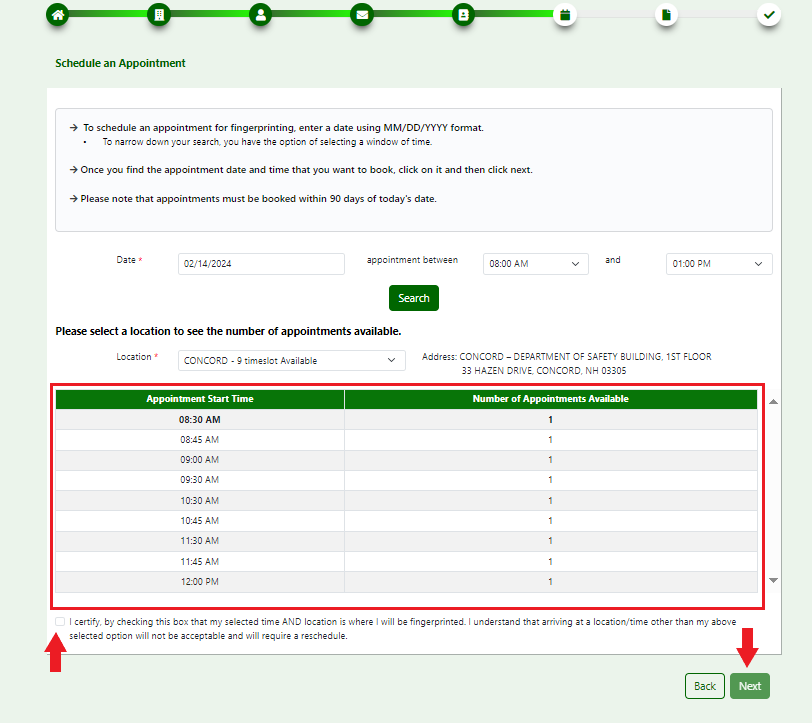 Schedule an Appointment
→ To schedule an appointment for fingerprinting, enter a date using MM/DD/YYYY format.
• To narrow down your search, you have the option of selecting a window of time.
→ Once you find the appointment date and time that you want to book, click on it and then click next.
→ Please note that appointments must be booked within 90 days of today's date.
Date * 02/14/2024 appointment between 08:00 AM and 01:00 PM
Search
Please select a location to see the number of appointments available.
Location * CONCORD - 9 timeslot Available Address: CONCORD – DEPARTMENT OF SAFETY BUILDING, 1ST FLOOR
33 HAZEN DRIVE, CONCORD, NH 03305
Appointment Start Time Number of Appointments Available
08:30 AM 1
08:45 AM 1
09:00 AM 1
09:30 AM 1
10:30 AM 1
10:45 AM 1
11:30 AM 1
11:45 AM 1
12:00 PM 1
I certify, by checking this box that my selected time AND location is where I will be fingerprinted. I understand that arriving at a location/time other than my above
selected option will not be acceptable and will require a reschedule.
Back Next